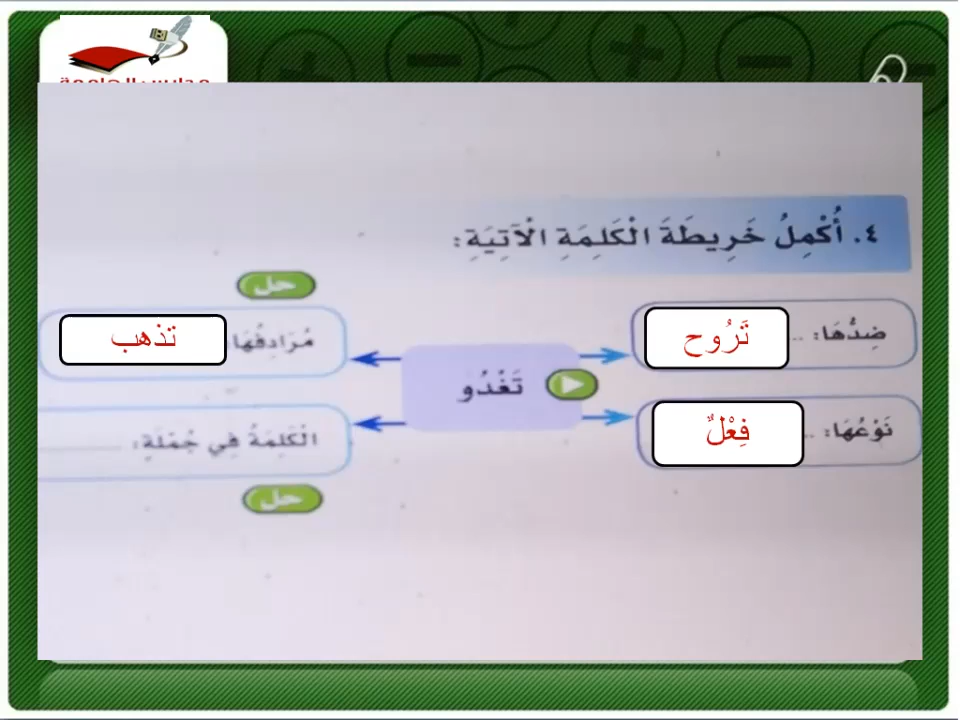 ٤. أُكْمِلُ خَرِيطَةَ الْكَلِمَةِ الْآتِيَةِ:
حل
ضِدُّهَا: .. تَرُوح
مُرَادِفُهَا: تذهب
تَغْدُو
نَوْعُهَا: .. فِعْلٌ
الْكَلِمَةُ فِي جُمْلَةٍ:
حل